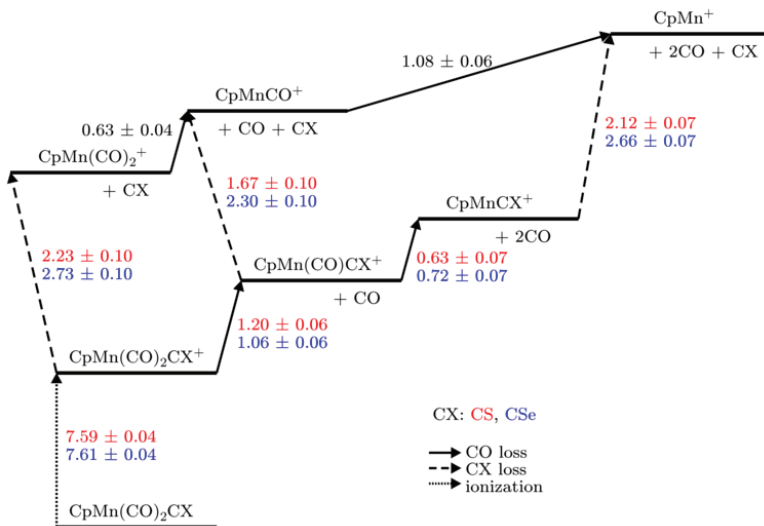 CpMn⁺
+ 2CO + CX
1.08 ± 0.06
CpMnCO⁺
+ CO + CX
0.63 ± 0.04
CpMn(CO)₂⁺
+ CX
2.12 ± 0.07
2.66 ± 0.07
1.67 ± 0.10
2.30 ± 0.10
CpMnCX⁺
+ 2CO
2.23 ± 0.10
2.73 ± 0.10
CpMn(CO)CX⁺
+ CO
0.63 ± 0.07
0.72 ± 0.07
1.20 ± 0.06
1.06 ± 0.06
CpMn(CO)₂CX⁺
CX: CS, CSe
7.59 ± 0.04
7.61 ± 0.04
CO loss
CX loss
ionization
CpMn(CO)₂CX